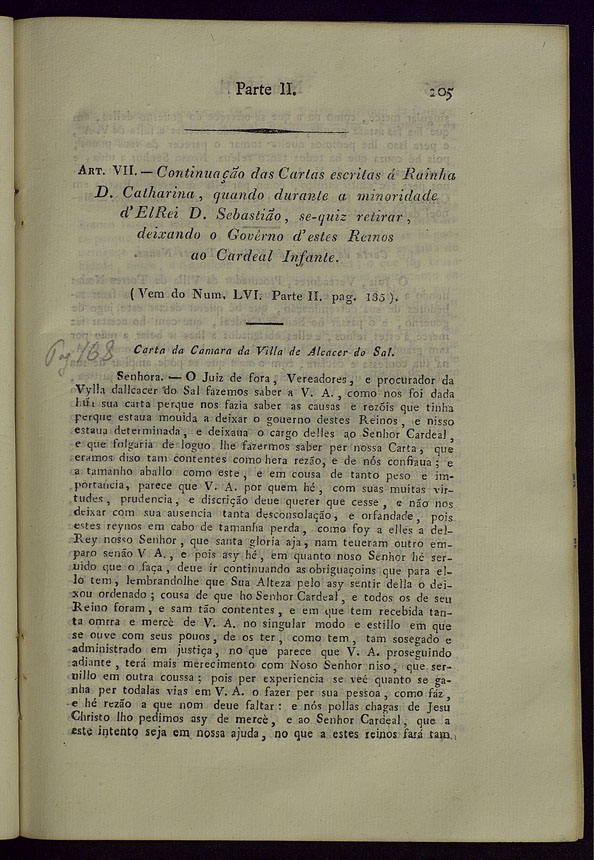 Parte II. 205
ART. VII. — Continuação das Cartas escritas á Rainha
D. Catharina, quando durante a minoridade
d'ElRei D. Sebastião, se-quiz retirar,
deixando o Govêrno d'estes Reinos
ao Cardeal Infante.
(Vem do Num. LVI. Parte II. pag. 135).
Pag 168
Carta da Cámara da Villa de Alcacer do Sal.
Senhora. — O Juiz de fora, Vereadores, e procurador da
Vylla dallcacer do Sal fazemos saber a V. A., como nos foi dada
hũa sua carta perque nos fazia saber as causas e rezõis que tinha
perque estaua mouida a deixar o gouerno destes Reinos, e nisso
estaua determinada, e deixaua o cargo delles ao Senhor Cardeal,
e que folgaria de loguo lhe fazermos saber per nossa Carta, que
eramos diso tam contentes como hera rezão, e de nós confiaua; e
a tamanho aballo como este, e em cousa de tanto peso e im-
portancia, parece que V. A. por quem hé, com suas muitas vir-
tudes, prudencia, e discrição deue querer que cesse, e não nos
deixar com sua ausencia tanta desconsolação, e orfandade, pois
estes reynos em cabo de tamanha perda, como foy a elles a del-
Rey nosso Senhor, que santa gloria aja, nam teueram outro em-
paro senão V A., e pois asy hé, em quanto noso Senhor hé ser-
uido que o faça, deue ir continuando as obriguaçoins que para el-
lo tem, lembrandolhe que Sua Alteza pelo asy sentir della o dei-
xou ordenado; cousa de que ho Senhor Cardeal, e todos os de seu
Reino foram, e sam tão contentes, e em que tem recebida tan-
ta omrra e mercê de V. A. no singular modo e estillo em que
se ouve com seus pouos, de os ter, como tem, tam sosegado e
administrado em justiça, no que parece que V. A. proseguindo
adiante, terá mais merecimento com Noso Senhor niso, que ser-
uillo em outra coussa; pois per experiencia se veé quanto se ga-
nha per todalas vias em V. A. o fazer per sua pessoa, como fáz,
e hé rezão a que nom deue faltar: e nós pollas chagas de Jesu
Christo lho pedimos asy de mercê, e ao Senhor Cardeal, que a
este intento seja em nossa ajuda, no que a estes reinos fará tam